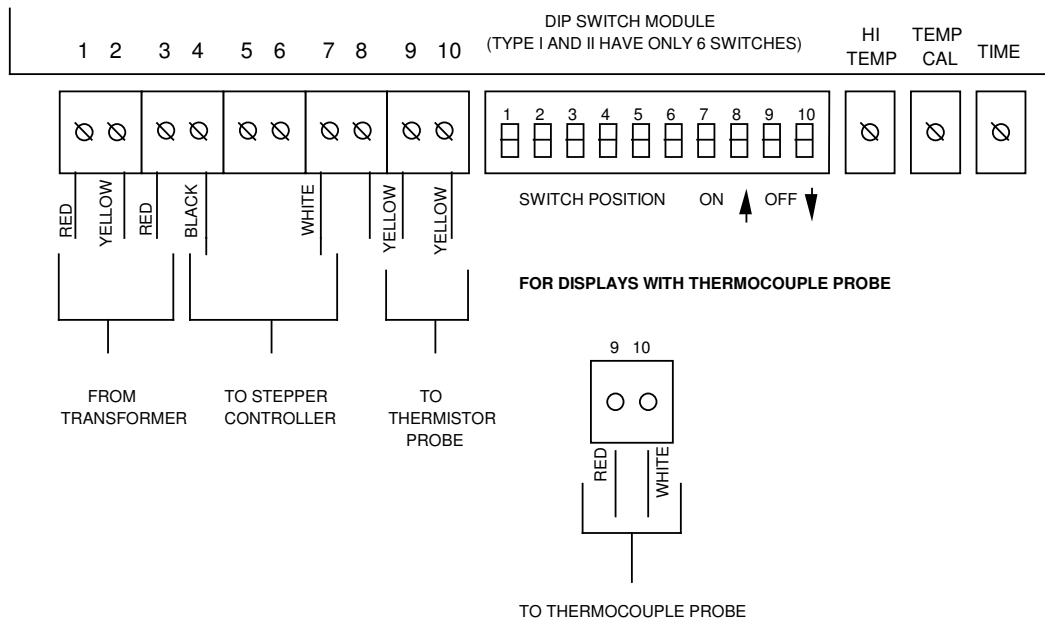 DIP SWITCH MODULE
(TYPE I AND II HAVE ONLY 6 SWITCHES)
HI
TEMP
TEMP
CAL
TIME
1 2 3 4 5 6 7 8 9 10
1 2 3 4 5 6 7 8 9 10
RED
YELLOW
RED
BLACK
WHITE
YELLOW
YELLOW
SWITCH POSITION ON OFF
FOR DISPLAYS WITH THERMOCOUPLE PROBE
FROM
TRANSFORMER
TO STEPPER
CONTROLLER
TO
THERMISTOR
PROBE
9 10
RED
WHITE
TO THERMOCOUPLE PROBE